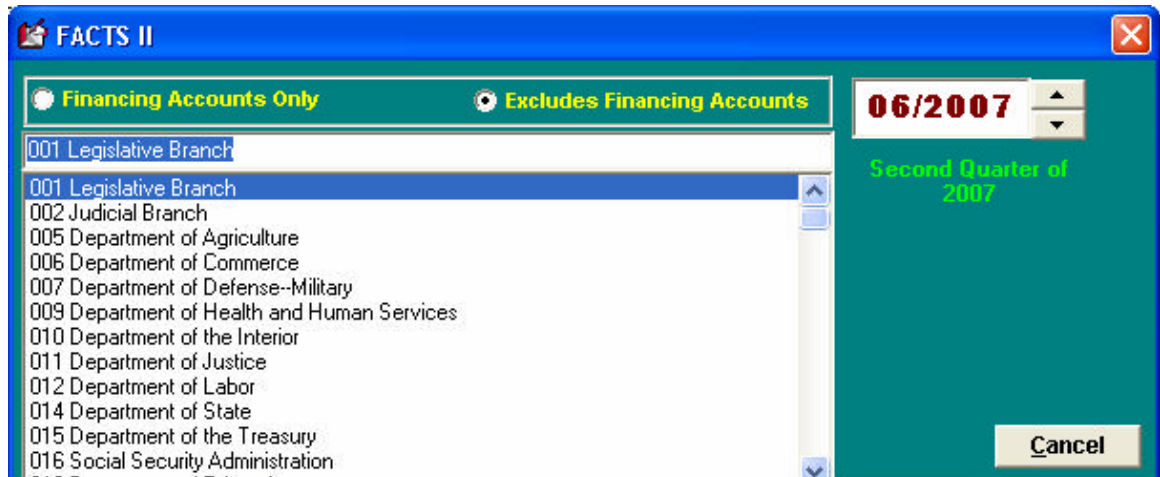 FACTS II
Financing Accounts Only
Excludes Financing Accounts
06/2007
001 Legislative Branch
Second Quarter of
2007
001 Legislative Branch
002 Judicial Branch
005 Department of Agriculture
006 Department of Commerce
007 Department of Defense--Military
009 Department of Health and Human Services
010 Department of the Interior
011 Department of Justice
012 Department of Labor
014 Department of State
015 Department of the Treasury
016 Social Security Administration
Cancel